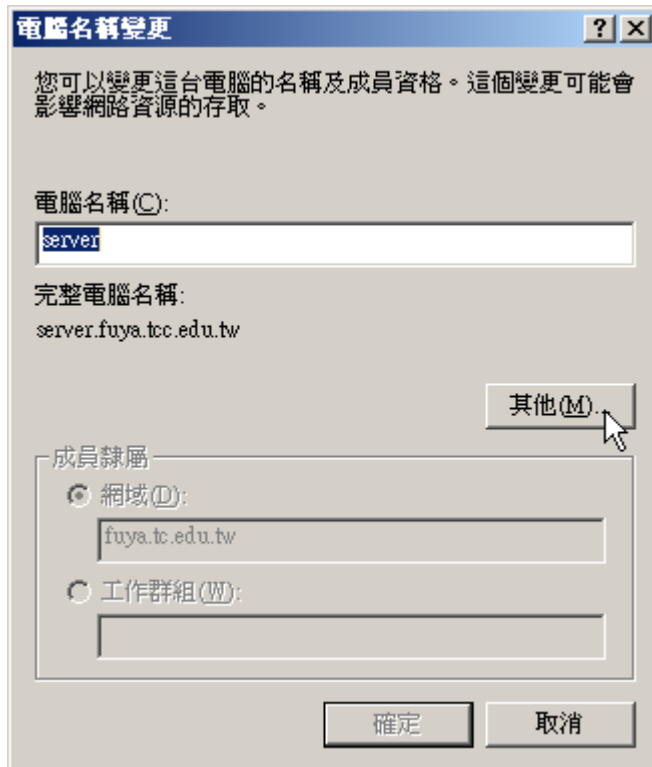 電腦名稱變更
您可以變更這台電腦的名稱及成員資格。這個變更可能會
影響網路資源的存取。
電腦名稱(C):
server
完整電腦名稱:
server.fuya.tcc.edu.tw
其他(M)...
成員隸屬
網域(D):
fuya.tc.edu.tw
工作群組(W):
確定
取消